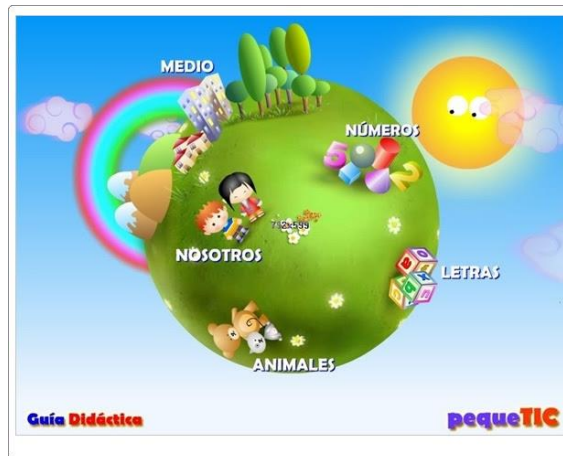 MEDIO
NÚMEROS
NOSOTROS
LETRAS
ANIMALES
Guía Didáctica
pequeTIC